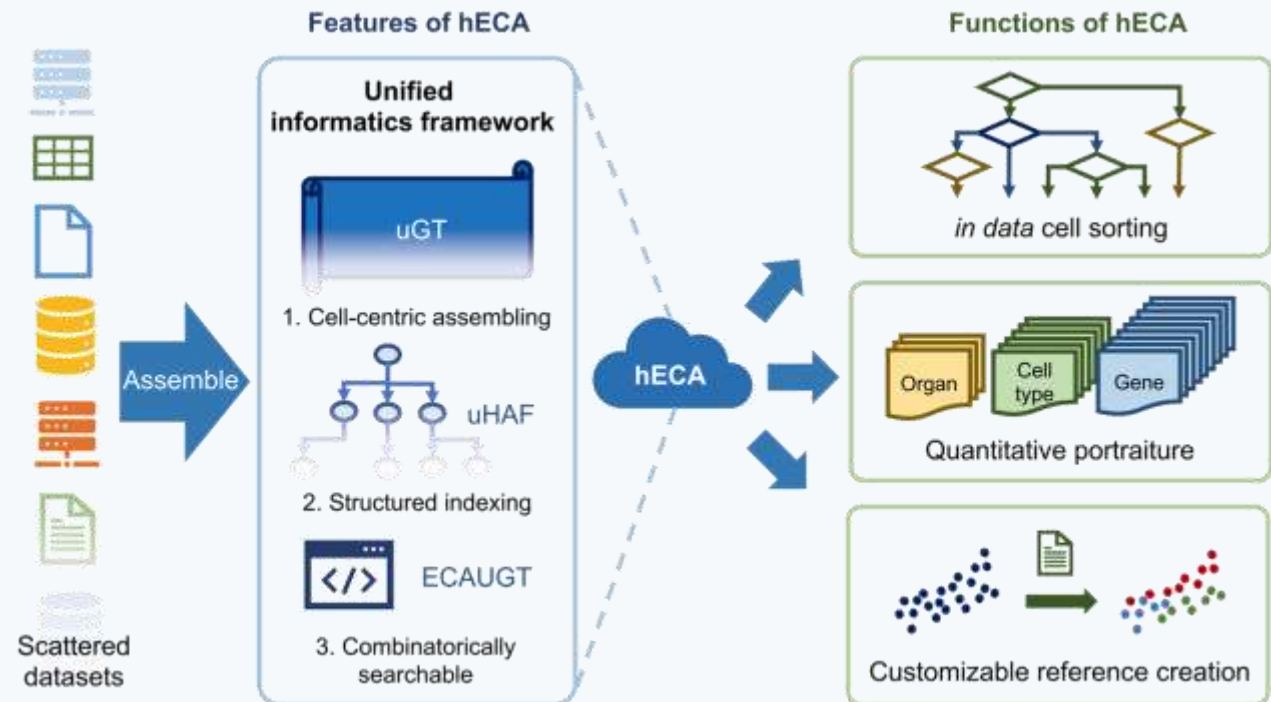 Features of hECA
Functions of hECA
Scattered
datasets
Assemble
Unified
informatics framework
uGT
1. Cell-centric assembling
uHAF
2. Structured indexing
</>
ECAUGT
3. Combinatorically
searchable
hECA
in data cell sorting
Organ
Cell
type
Gene
Quantitative portraiture
Customizable reference creation